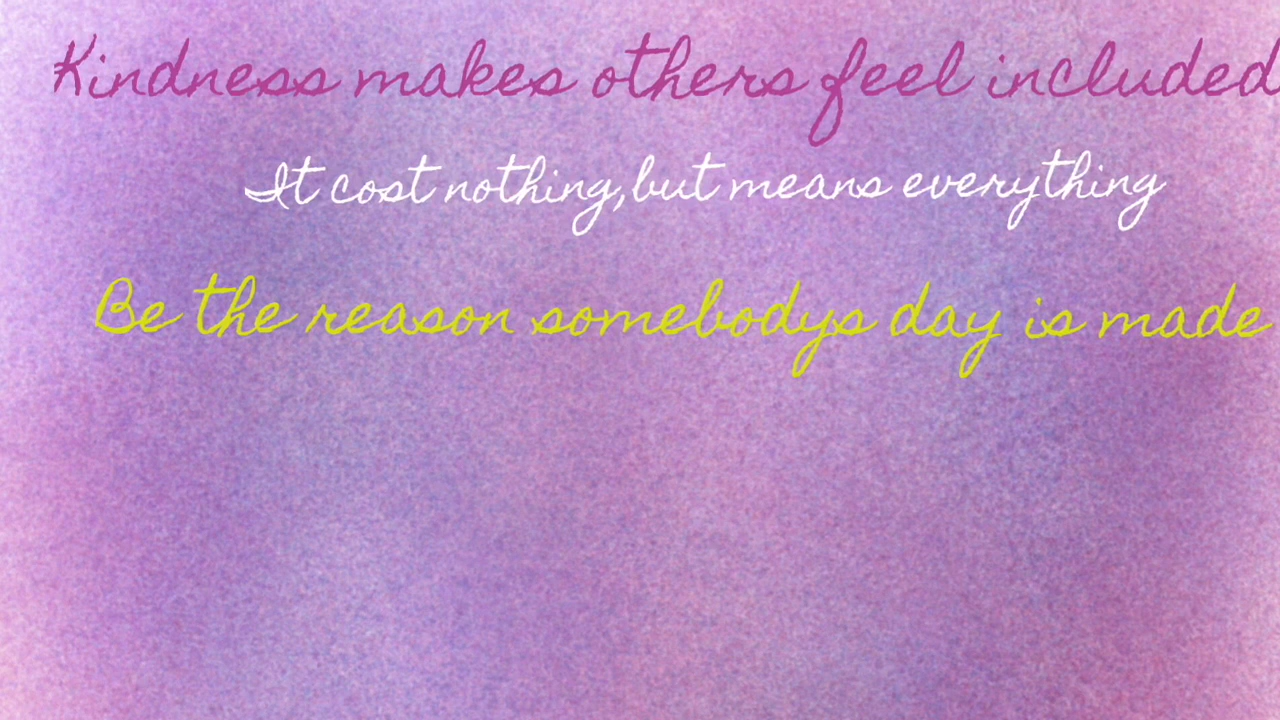 Kindness makes others feel included
It cost nothing,but means everything
Be the reason somebodys day is made